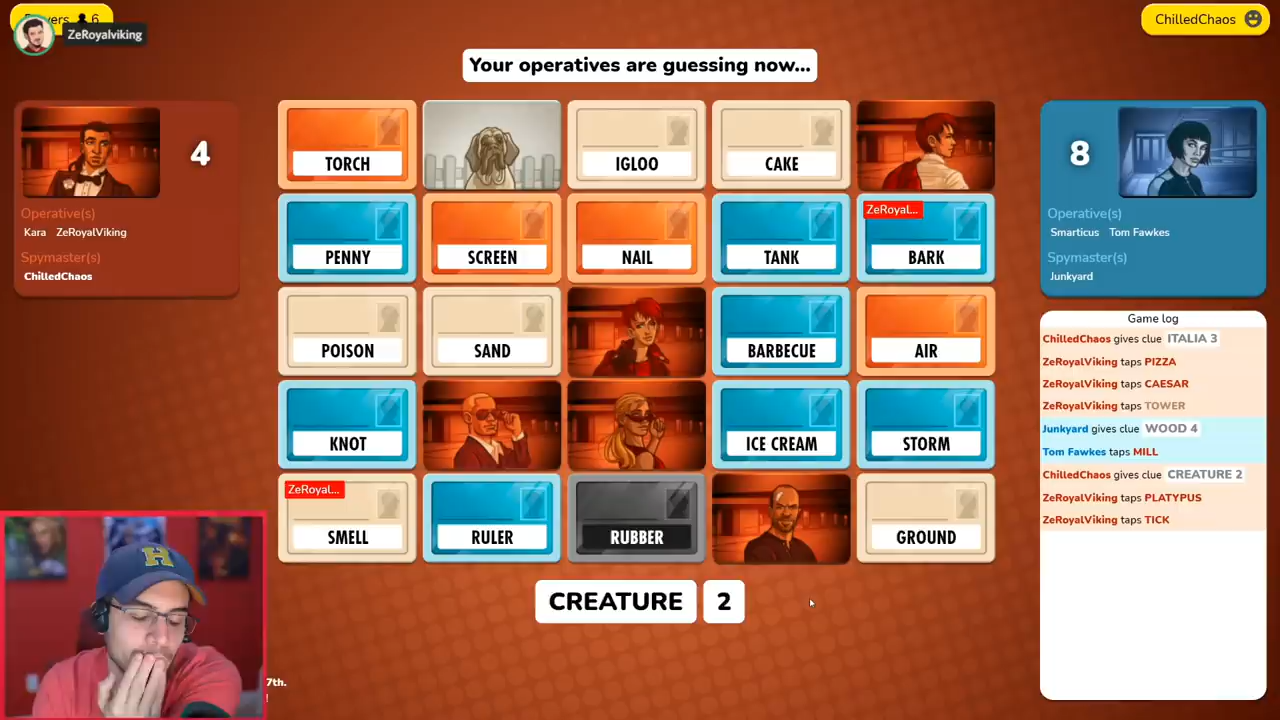 Players 6
ZeRoyalviking
ChilledChaos
Your operatives are guessing now...
4
Operative(s)
Kara ZeRoyalViking
Spymaster(s)
ChilledChaos
TORCH
IGLOO
CAKE
PENNY
SCREEN
NAIL
TANK
ZeRoyal...
BARK
POISON
SAND
BARBECUE
AIR
KNOT
ICE CREAM
STORM
ZeRoyal...
SMELL
RULER
RUBBER
GROUND
CREATURE 2
8
Operative(s)
Smarticus Tom Fawkes
Spymaster(s)
Junkyard
Game log
ChilledChaos gives clue ITALIA 3
ZeRoyalViking taps PIZZA
ZeRoyalViking taps CAESAR
ZeRoyalViking taps TOWER
Junkyard gives clue WOOD 4
Tom Fawkes taps MILL
ChilledChaos gives clue CREATURE 2
ZeRoyalViking taps PLATYPUS
ZeRoyalViking taps TICK
H
7th.